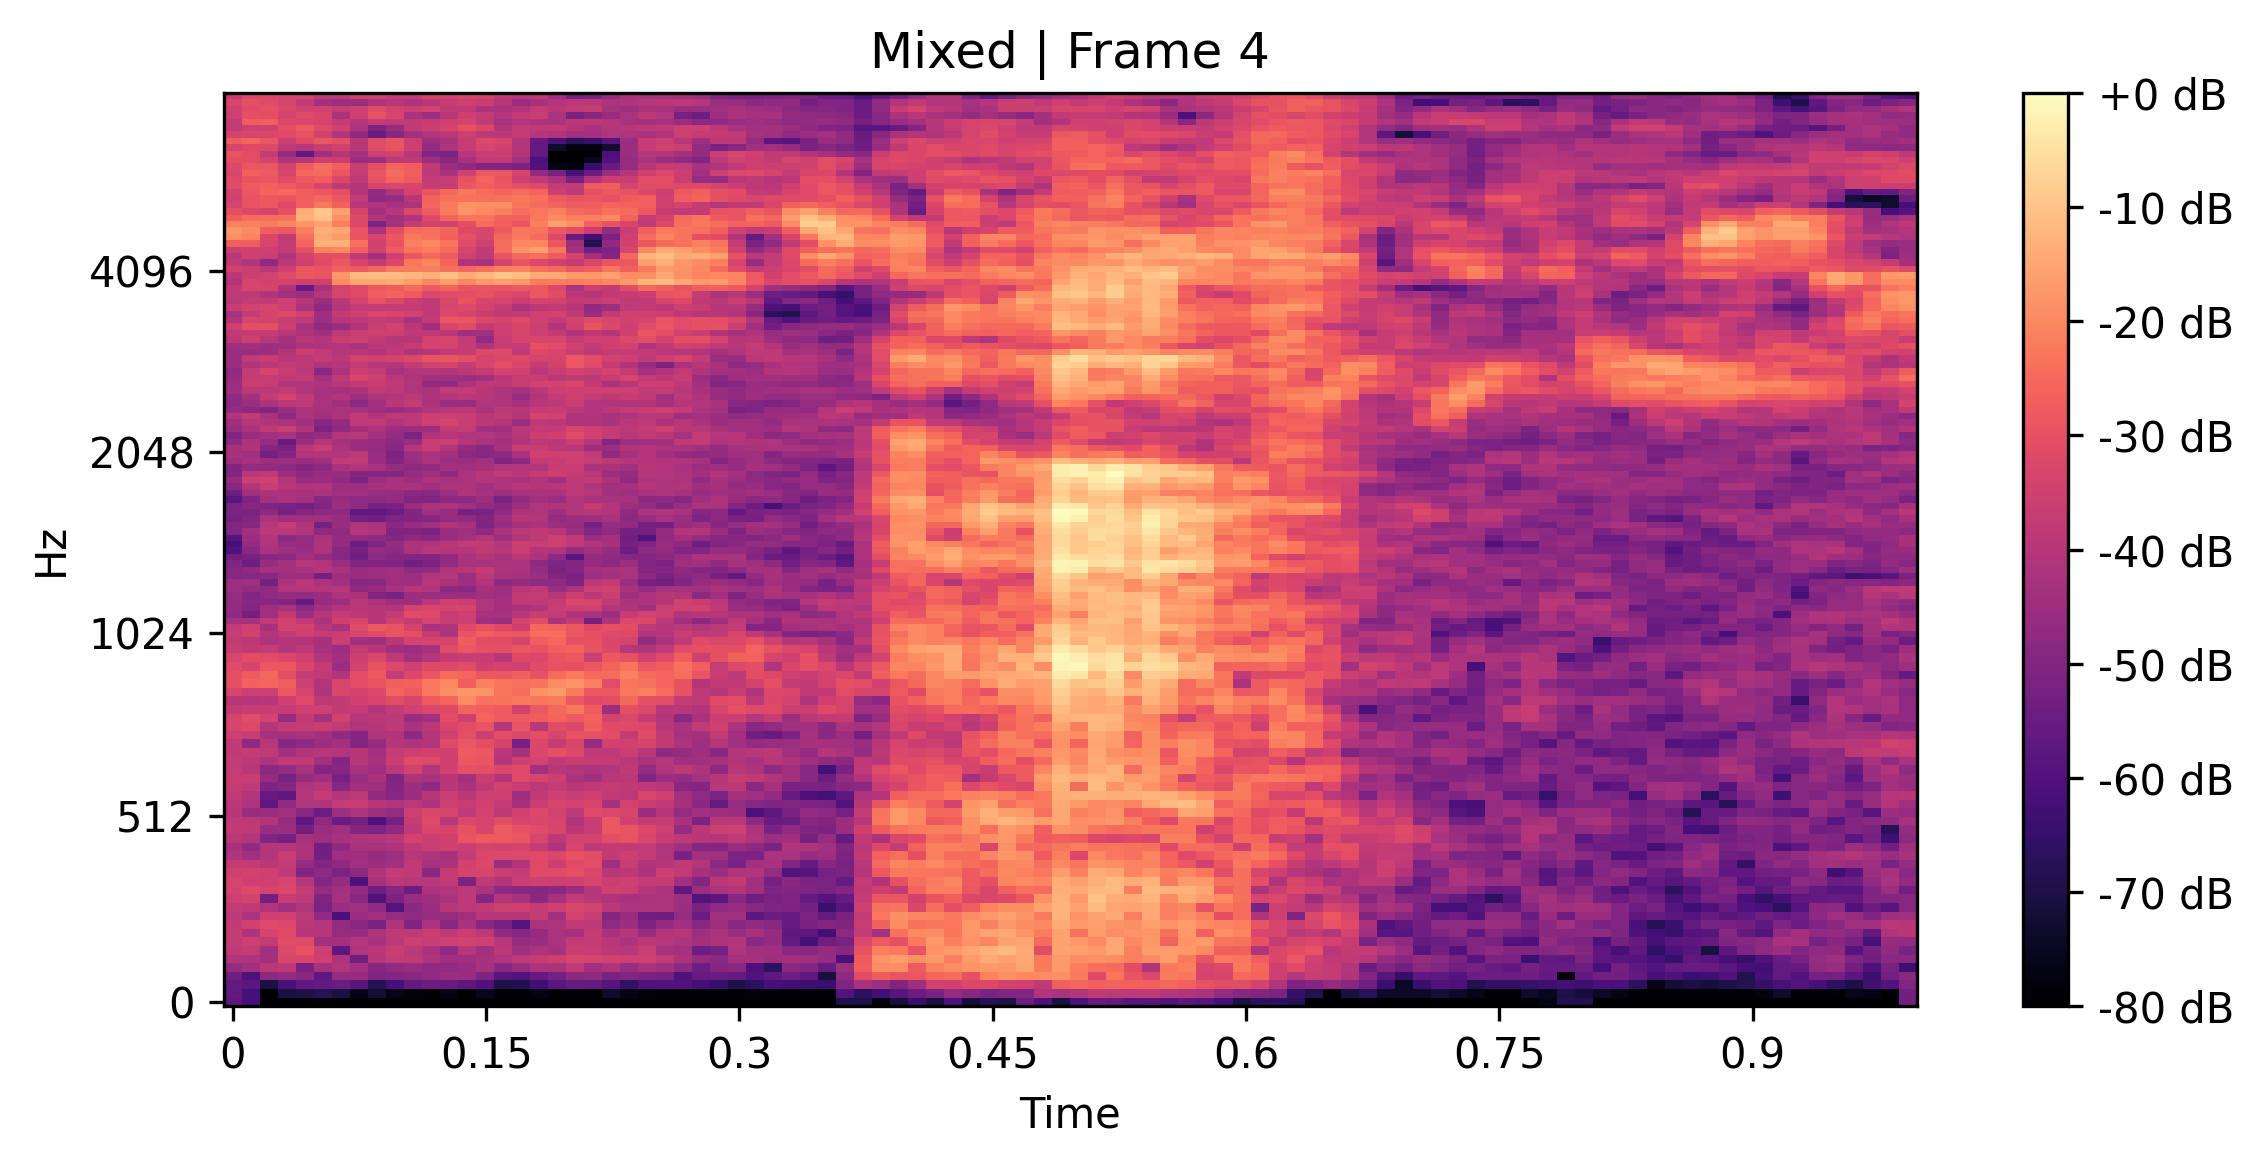 Mixed | Frame 4
Hz
4096
2048
1024
512
0
0 0.15 0.3 0.45 0.6 0.75 0.9
Time
+0 dB
-10 dB
-20 dB
-30 dB
-40 dB
-50 dB
-60 dB
-70 dB
-80 dB